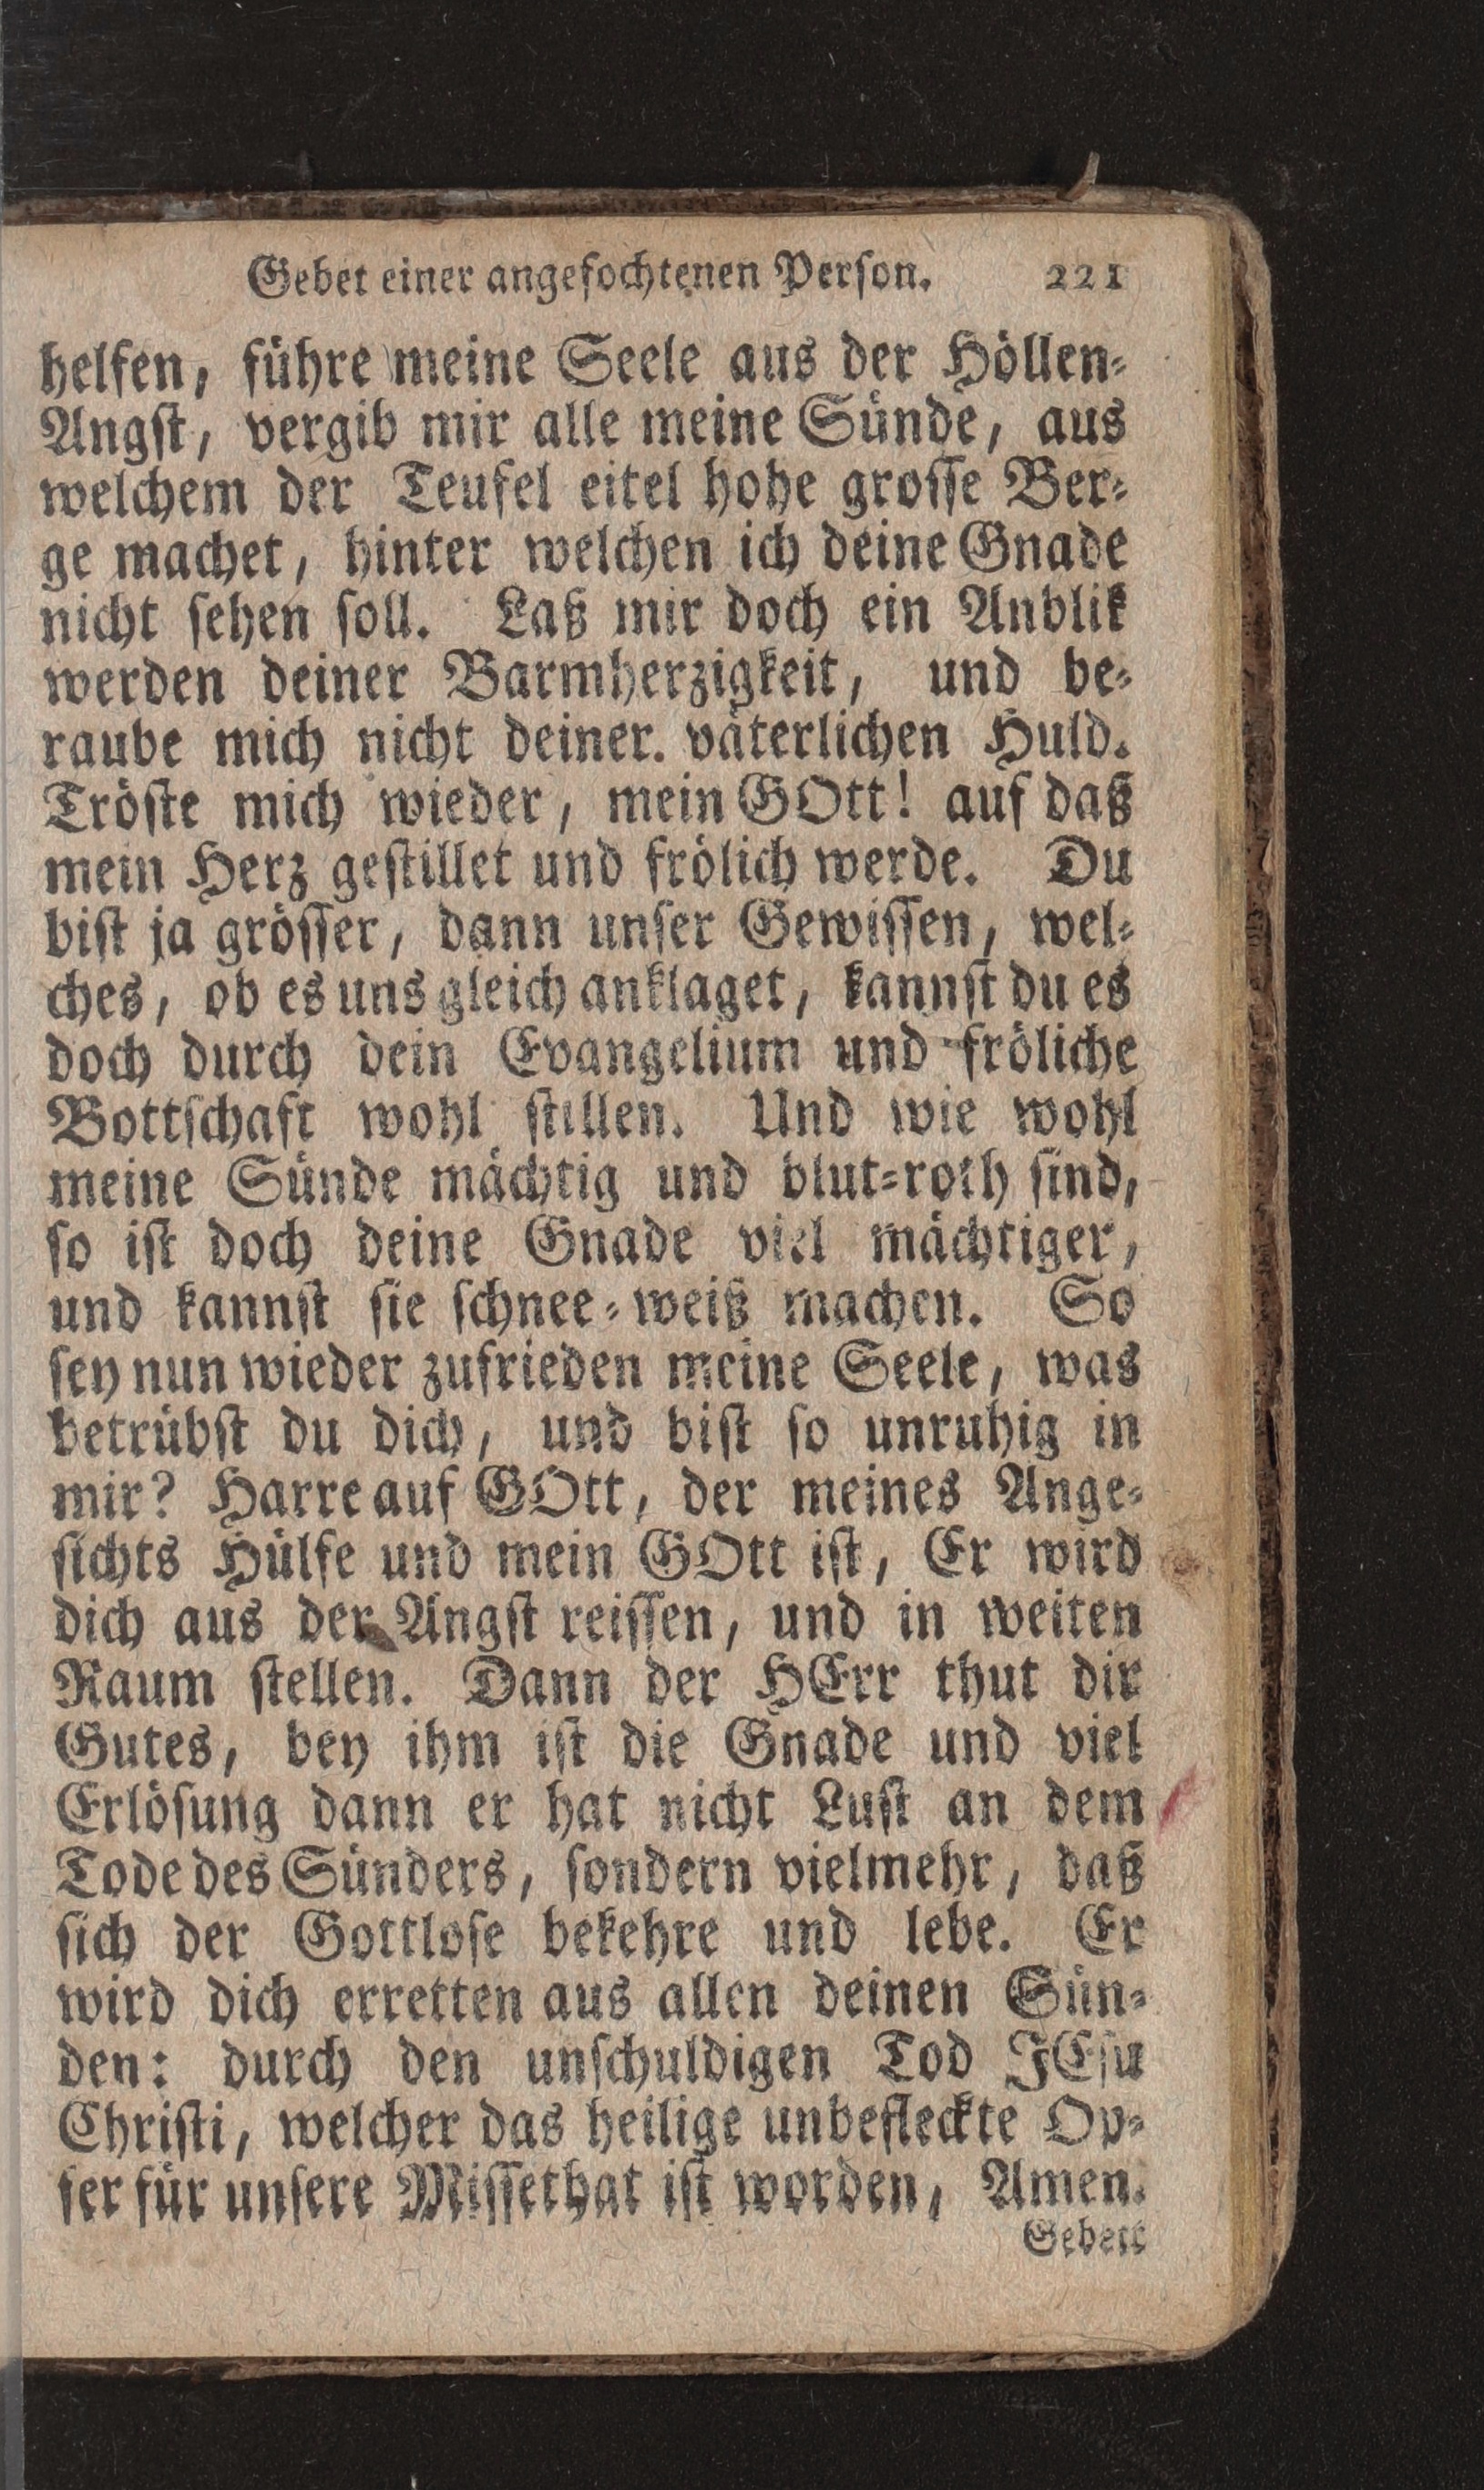 Gebet einer angefochtenen Person. 221
helfen, führe meine Seele aus der Höllen-
Angst, vergib mir alle meine Sünde, aus
welchem der Teufel eitel hohe grosse Ber-
ge machet, hinter welchen ich deine Gnade
nicht sehen soll. Laß mir doch ein Anblik
werden deiner Barmherzigkeit, und be-
raube mich nicht deiner. väterlichen Huld.
Tröste mich wieder, mein GOtt! auf daß
mein Herz gestillet und frölich werde. Du
bist ja grösser, dann unser Gewissen, wel-
ches, ob es uns gleich anklaget, kannst du es
doch durch dein Evangelium und fröliche
Bottschaft wohl stillen. Und wie wohl
meine Sünde mächtig und blut-roth sind,
so ist doch deine Gnade viel mächtiger,
und kannst sie schnee-weiß machen. So
sey nun wieder zufrieden meine Seele, was
betrübst du dich, und bist so unruhig in
mir? Harre auf GOtt, der meines Ange-
sichts Hülfe und mein GOtt ist, Er wird
dich aus der Angst reissen, und in weiten
Raum stellen. Dann der HErr thut dir
Gutes, bey ihm ist die Gnade und viel
Erlösung dann er hat nicht Lust an dem
Tode des Sünders, sondern vielmehr, daß
sich der Gottlose bekehre und lebe. Er
wird dich erretten aus allen deinen Sün-
den: durch den unschuldigen Tod JEsu
Christi, welcher das heilige unbefleckte Op-
fer für unsere Missethat ist worden, Amen.
Gebett